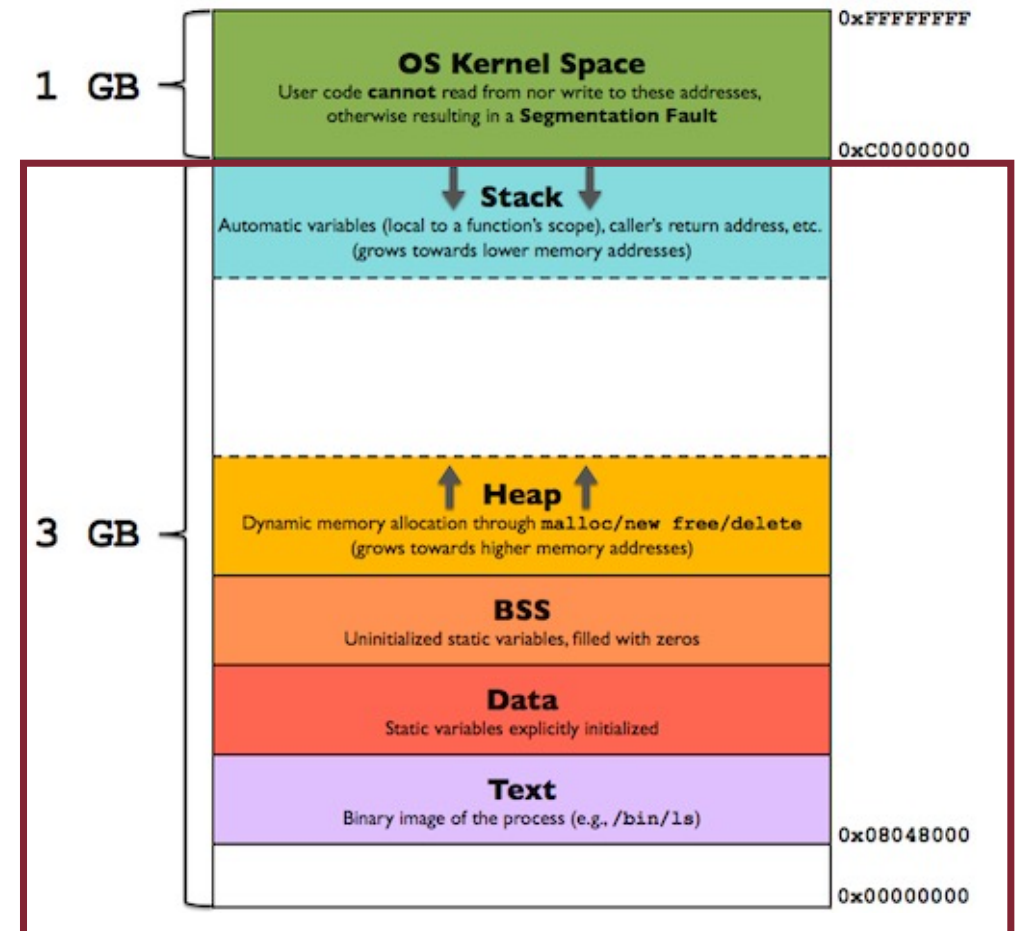 0xFFFFFFFF
1 GB
OS Kernel Space
User code cannot read from nor write to these addresses,
otherwise resulting in a Segmentation Fault
0xC0000000
Stack
Automatic variables (local to a function's scope), caller's return address, etc.
(grows towards lower memory addresses)
3 GB
Heap
Dynamic memory allocation through malloc/new free/delete
(grows towards higher memory addresses)
BSS
Uninitialized static variables, filled with zeros
Data
Static variables explicitly initialized
Text
Binary image of the process (e.g., /bin/ls)
0x08048000
0x00000000